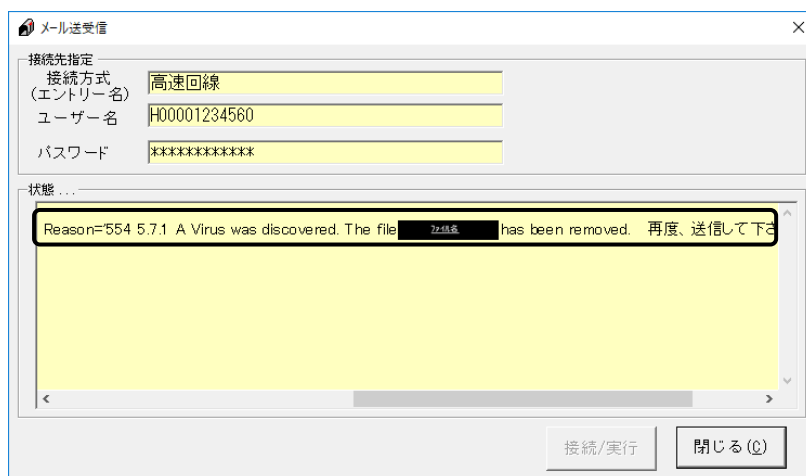 メール送受信
接続先指定
接続方式
(エントリー名)
高速回線
ユーザー名
H00001234560
パスワード
************
状態 ...
Reason='554 5.7.1 A Virus was discovered. The file ファイル名 has been removed. 再度、送信して下さ
接続/実行
閉じる(C)